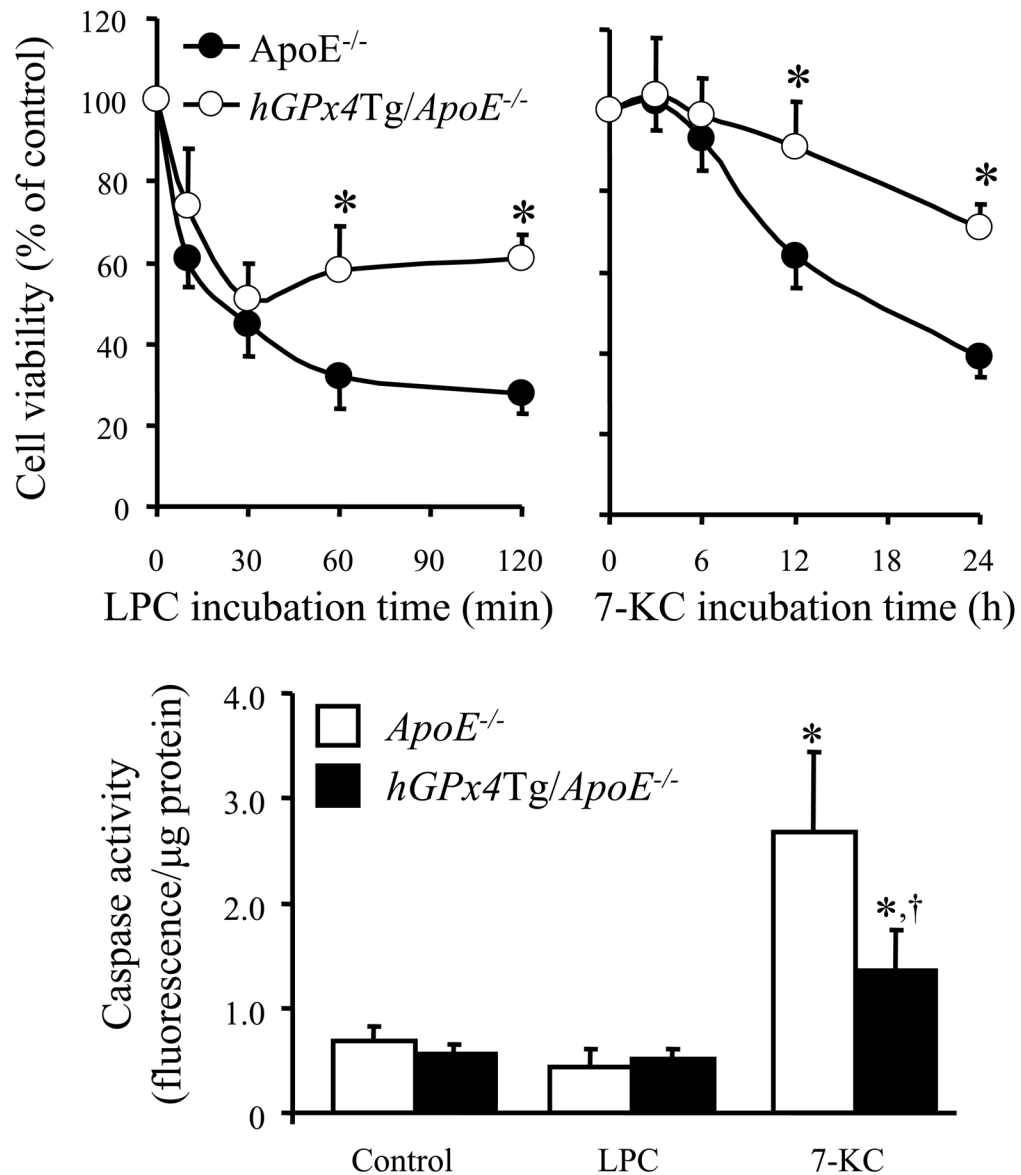 120
100
80
60
40
20
0
Cell viability (% of control)
ApoE-/-
hGPx4Tg/ApoE-/-
* *
0 30 60 90 120
LPC incubation time (min)
* *
0 6 12 18 24
7-KC incubation time (h)
4.0
3.0
2.0
1.0
0
Caspase activity
(fluorescence/µg protein)
ApoE-/-
hGPx4Tg/ApoE-/-
*
*,†
Control LPC 7-KC